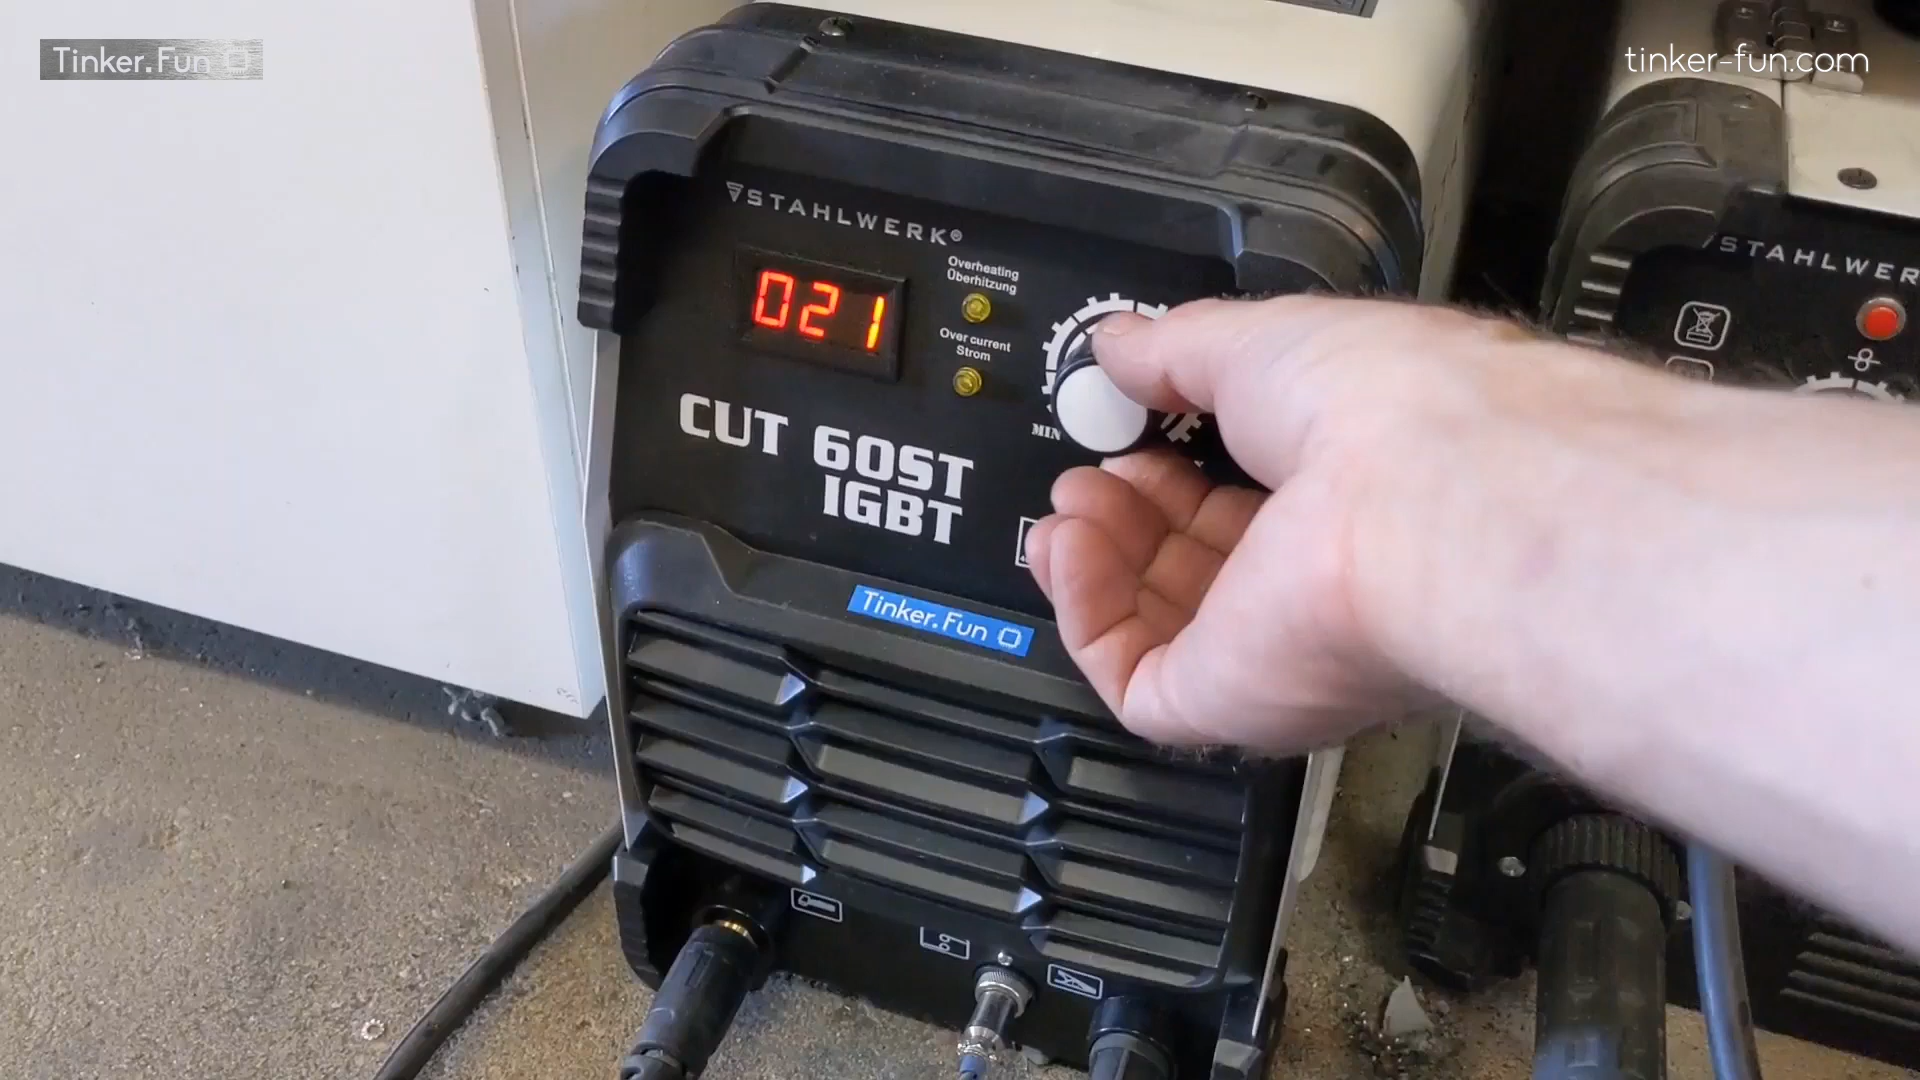 Tinker.Fun
tinker-fun.com
STAHLWERK®
021
Overheating
Überhitzung
Over current
Strom
CUT 60ST
IGBT
MIN
Tinker.Fun
STAHLWER